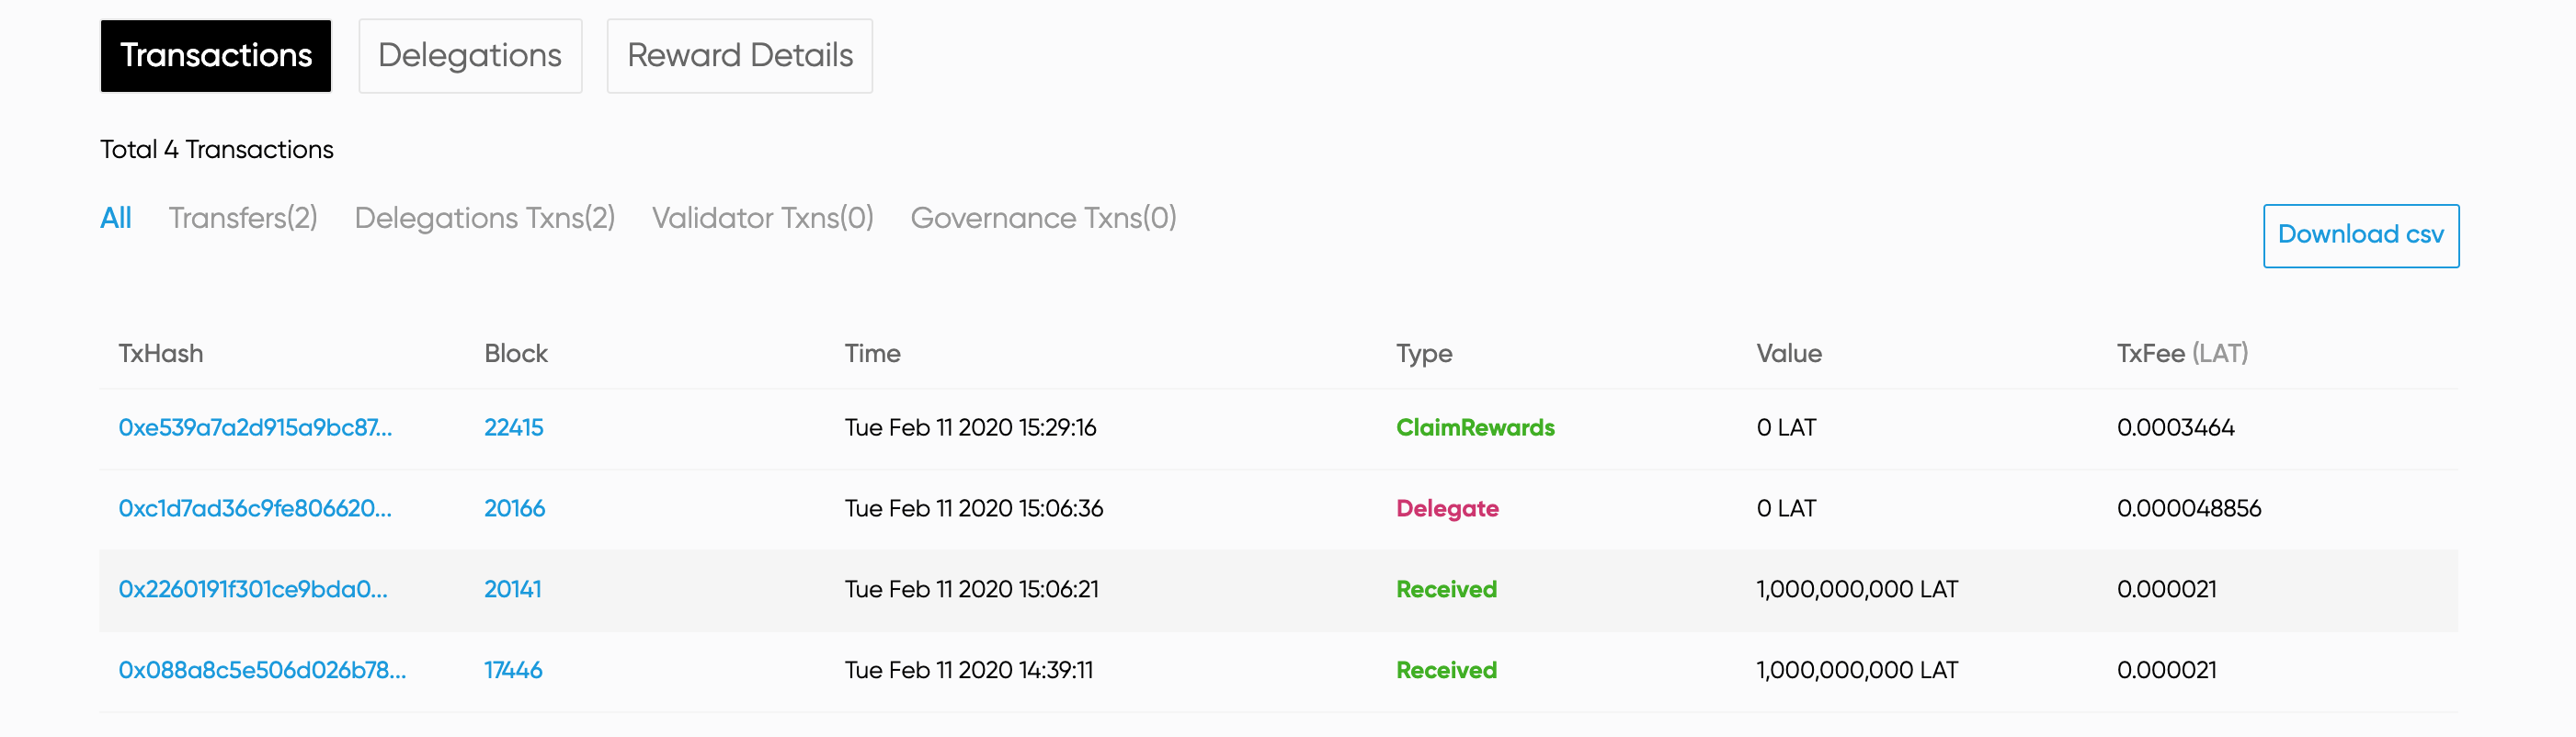 Transactions Delegations Reward Details
Total 4 Transactions
All Transfers(2) Delegations Txns(2) Validator Txns(0) Governance Txns(0)
Download csv
TxHash Block Time Type Value TxFee (LAT)
0xe539a7a2d915a9bc87... 22415 Tue Feb 11 2020 15:29:16 ClaimRewards 0 LAT 0.0003464
0xc1d7ad36c9fe806620... 20166 Tue Feb 11 2020 15:06:36 Delegate 0 LAT 0.000048856
0x2260191f301ce9bda0... 20141 Tue Feb 11 2020 15:06:21 Received 1,000,000,000 LAT 0.000021
0x088a8c5e506d026b78... 17446 Tue Feb 11 2020 14:39:11 Received 1,000,000,000 LAT 0.000021